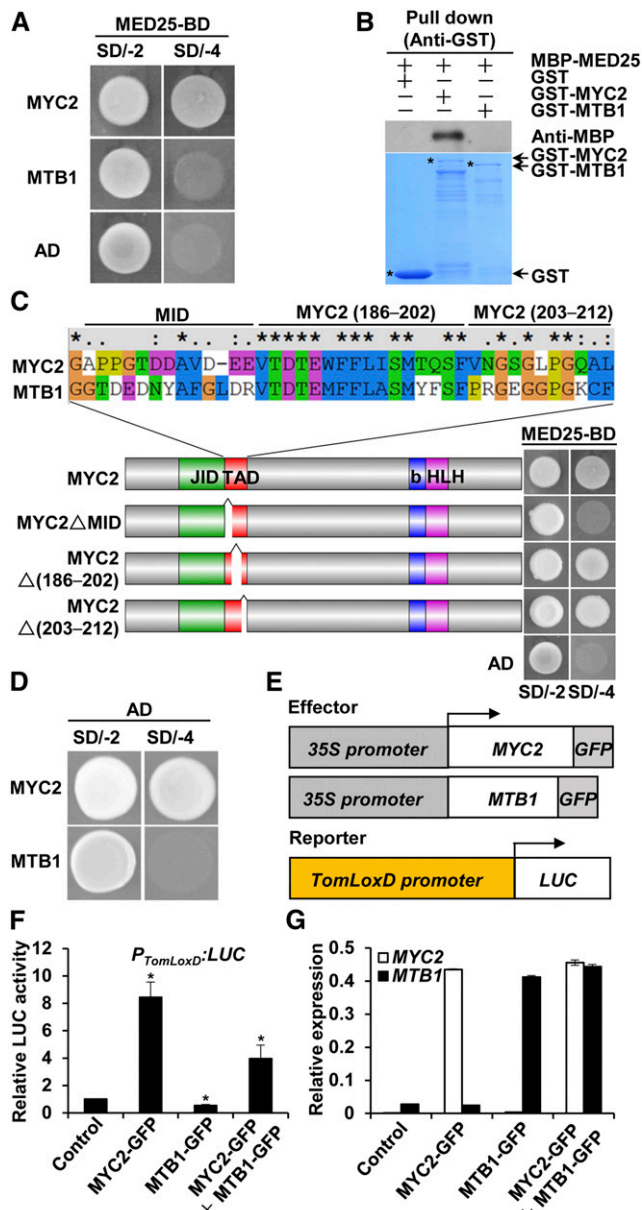 A
MED25-BD
SD/-2 SD/-4
MYC2
MTB1
AD
B
Pull down
(Anti-GST)
+ + + MBP-MED25
+ − − GST
− + − GST-MYC2
− − + GST-MTB1
Anti-MBP
* * GST-MYC2
GST-MTB1
* GST
C
MID MYC2 (186–202) MYC2 (203–212)
MYC2 GAPPGTDDAVD-EEVTDTEWFFLISMTQSFVNGSGLPGQAL
MTB1 GGTDEDNYAFGLDRVTDTEMFFLASMYFSFPRGEGGPGKCF
MED25-BD
MYC2 JID TAD b HLH
MYC2△MID
MYC2
△(186–202)
MYC2
△(203–212)
AD
SD/-2 SD/-4
D
AD
SD/-2 SD/-4
MYC2
MTB1
E
Effector
35S promoter MYC2 GFP
35S promoter MTB1 GFP
Reporter
TomLoxD promoter LUC
F
PTomLoxD:LUC
Relative LUC activity
12
10
8
6
4
2
0
* * *
Control
MYC2-GFP
MTB1-GFP
MYC2-GFP
MTB1-GFP
G
MYC2
MTB1
Relative expression
0.5
0.4
0.3
0.2
0.1
0
Control
MYC2-GFP
MTB1-GFP
MYC2-GFP
MTB1-GFP